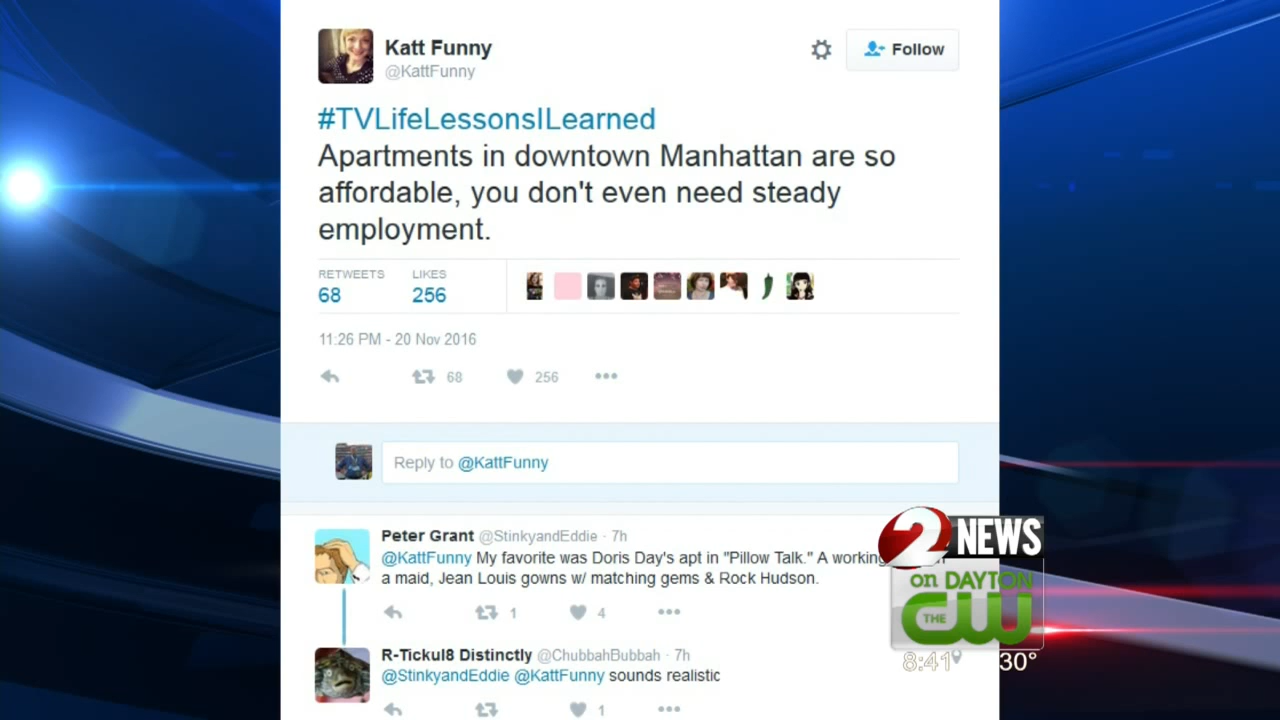 Katt Funny
@KattFunny
Follow
#TVLifeLessonsILearned
Apartments in downtown Manhattan are so
affordable, you don't even need steady
employment.
RETWEETS
68
LIKES
256
11:26 PM - 20 Nov 2016
68
256
Reply to @KattFunny
Peter Grant @StinkyandEddie · 7h
@KattFunny My favorite was Doris Day's apt in "Pillow Talk." A working
a maid, Jean Louis gowns w/ matching gems & Rock Hudson.
1
4
R-Tickul8 Distinctly @ChubbahBubbah · 7h
@StinkyandEddie @KattFunny sounds realistic
1
2 NEWS
on DAYTON
THE CW
8:41 30°